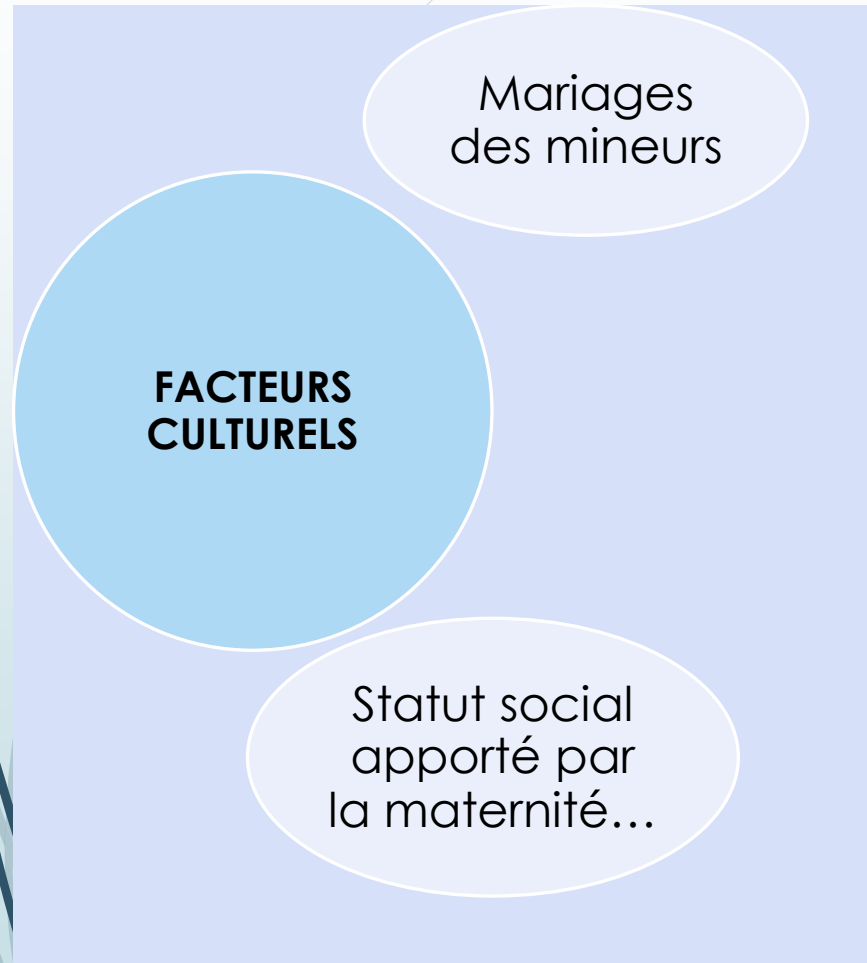 Mariages
des mineurs
FACTEURS
CULTURELS
Statut social
apporté par
la maternité…